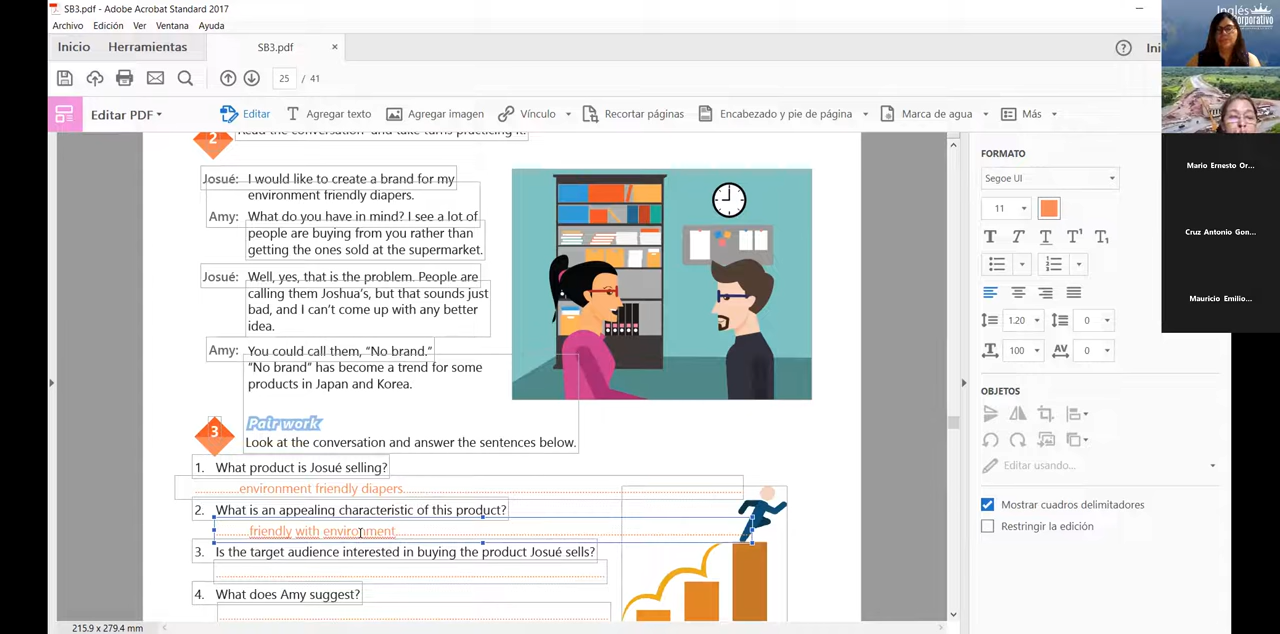 SB3.pdf - Adobe Acrobat Standard 2017
Archivo Edición Ver Ventana Ayuda
Inicio Herramientas SB3.pdf × ? Ini
25 / 41
Editar PDF Editar Agregar texto Agregar imagen Vínculo Recortar páginas Encabezado y pie de página Marca de agua Más
2 Read the conversation and take turns practicing it.
Josué: I would like to create a brand for my
environment friendly diapers.
Amy: What do you have in mind? I see a lot of
people are buying from you rather than
getting the ones sold at the supermarket.
Josué: Well, yes, that is the problem. People are
calling them Joshua's, but that sounds just
bad, and I can't come up with any better
idea.
Amy: You could call them, "No brand."
"No brand" has become a trend for some
products in Japan and Korea.
3 Pair work
Look at the conversation and answer the sentences below.
1. What product is Josué selling?
environment friendly diapers
2. What is an appealing characteristic of this product?
friendly with environment
3. Is the target audience interested in buying the product Josué sells?
4. What does Amy suggest?
215.9 x 279.4 mm
FORMATO
Segoe UI
11
T T T T¹ T₁
1.20 0
100 AV 0
OBJETOS
Editar usando...
Mostrar cuadros delimitadores
Restringir la edición
Inglés
Corporativo
Mario Ernesto Or...
Cruz Antonio Gon...
Mauricio Emilio...